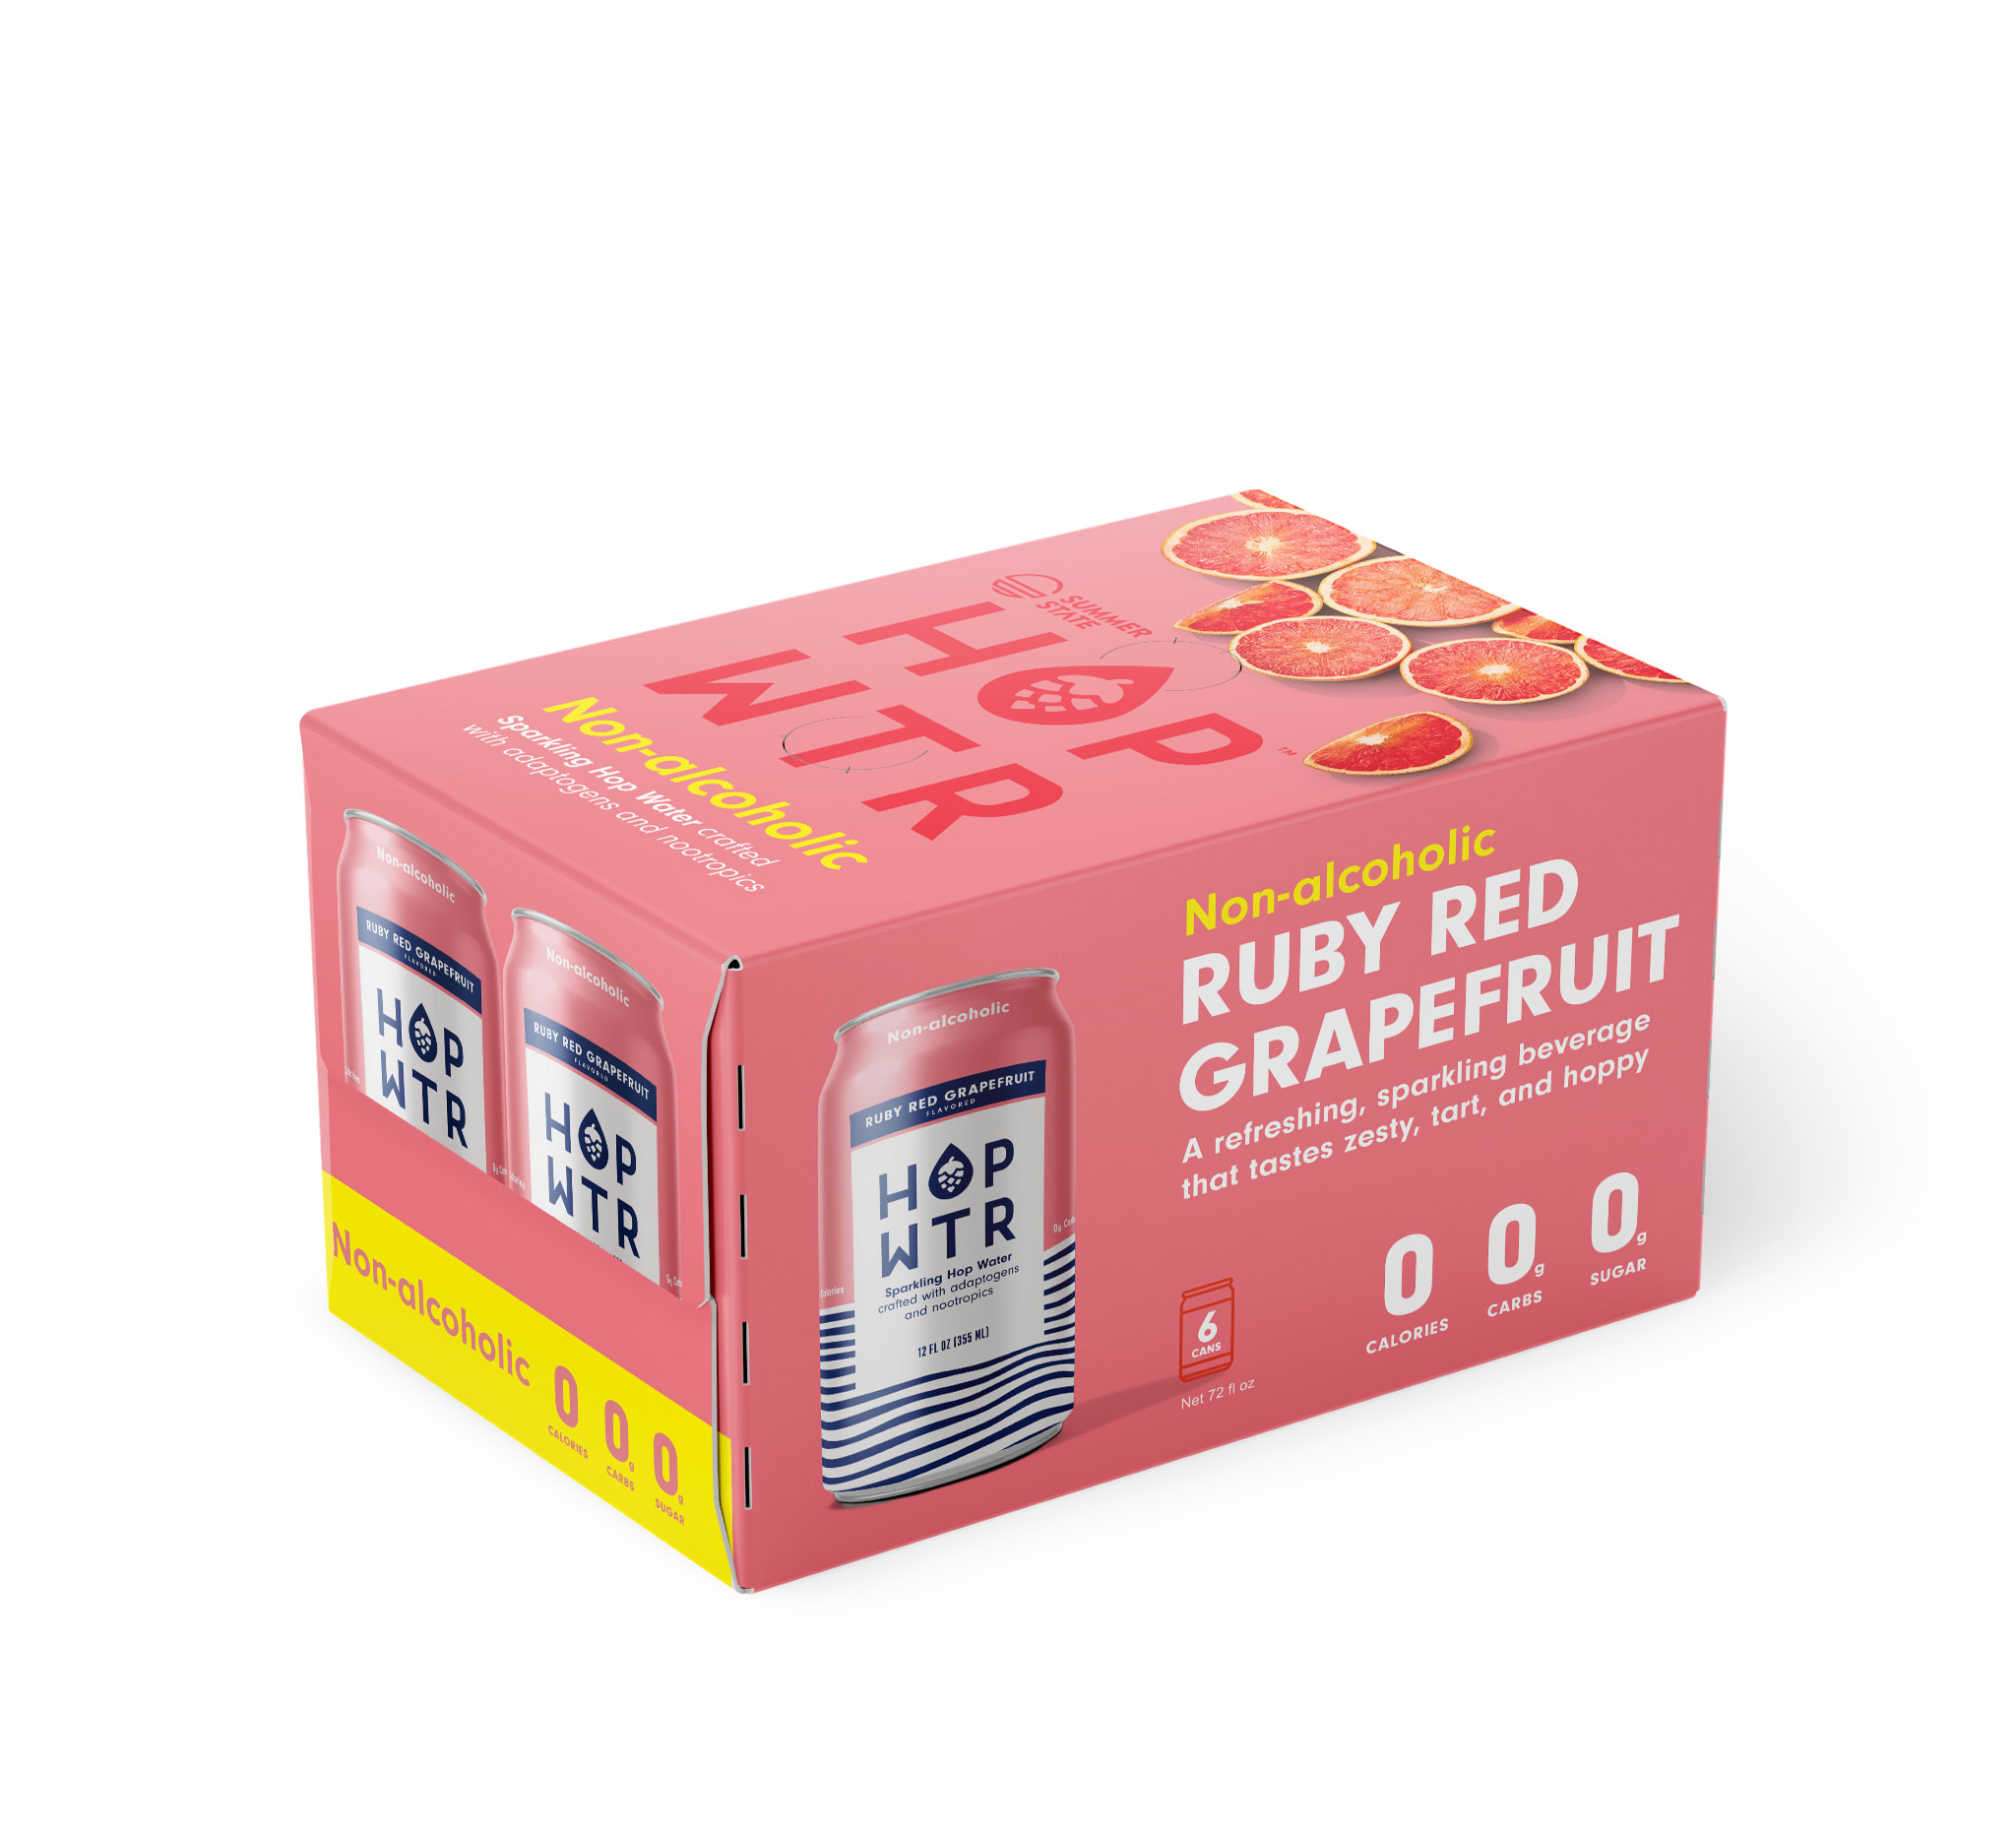 SUMMER
STATE
HOP
WTR™
Non-alcoholic
Sparkling Hop Water crafted
with adaptogens and nootropics
Non-alcoholic
RUBY RED GRAPEFRUIT
FLAVORED
HOP
WTR
Non-alcoholic
RUBY RED GRAPEFRUIT
FLAVORED
HOP
WTR
Non-alcoholic
0
CALORIES
0g
CARBS
0g
SUGAR
Non-alcoholic
RUBY RED GRAPEFRUIT
FLAVORED
HOP
WTR
Sparkling Hop Water
crafted with adaptogens
and nootropics
12 FL OZ (355 ML)
Calories
Non-alcoholic
RUBY RED
GRAPEFRUIT
A refreshing, sparkling beverage
that tastes zesty, tart, and hoppy
6
CANS
Net 72 fl oz
0
CALORIES
0g
CARBS
0g
SUGAR